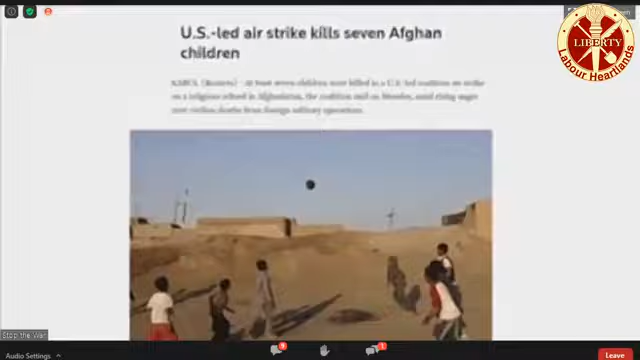 U.S.-led air strike kills seven Afghan
children
KABUL (Reuters) - At least seven children were killed in a U.S.-led coalition air strike
on a religious school in Afghanistan, the coalition said on Monday, amid rising anger
over civilian deaths from foreign military operations.
LIBERTY
Labour Heartlands
Stop the War
Audio Settings
9
1
Leave